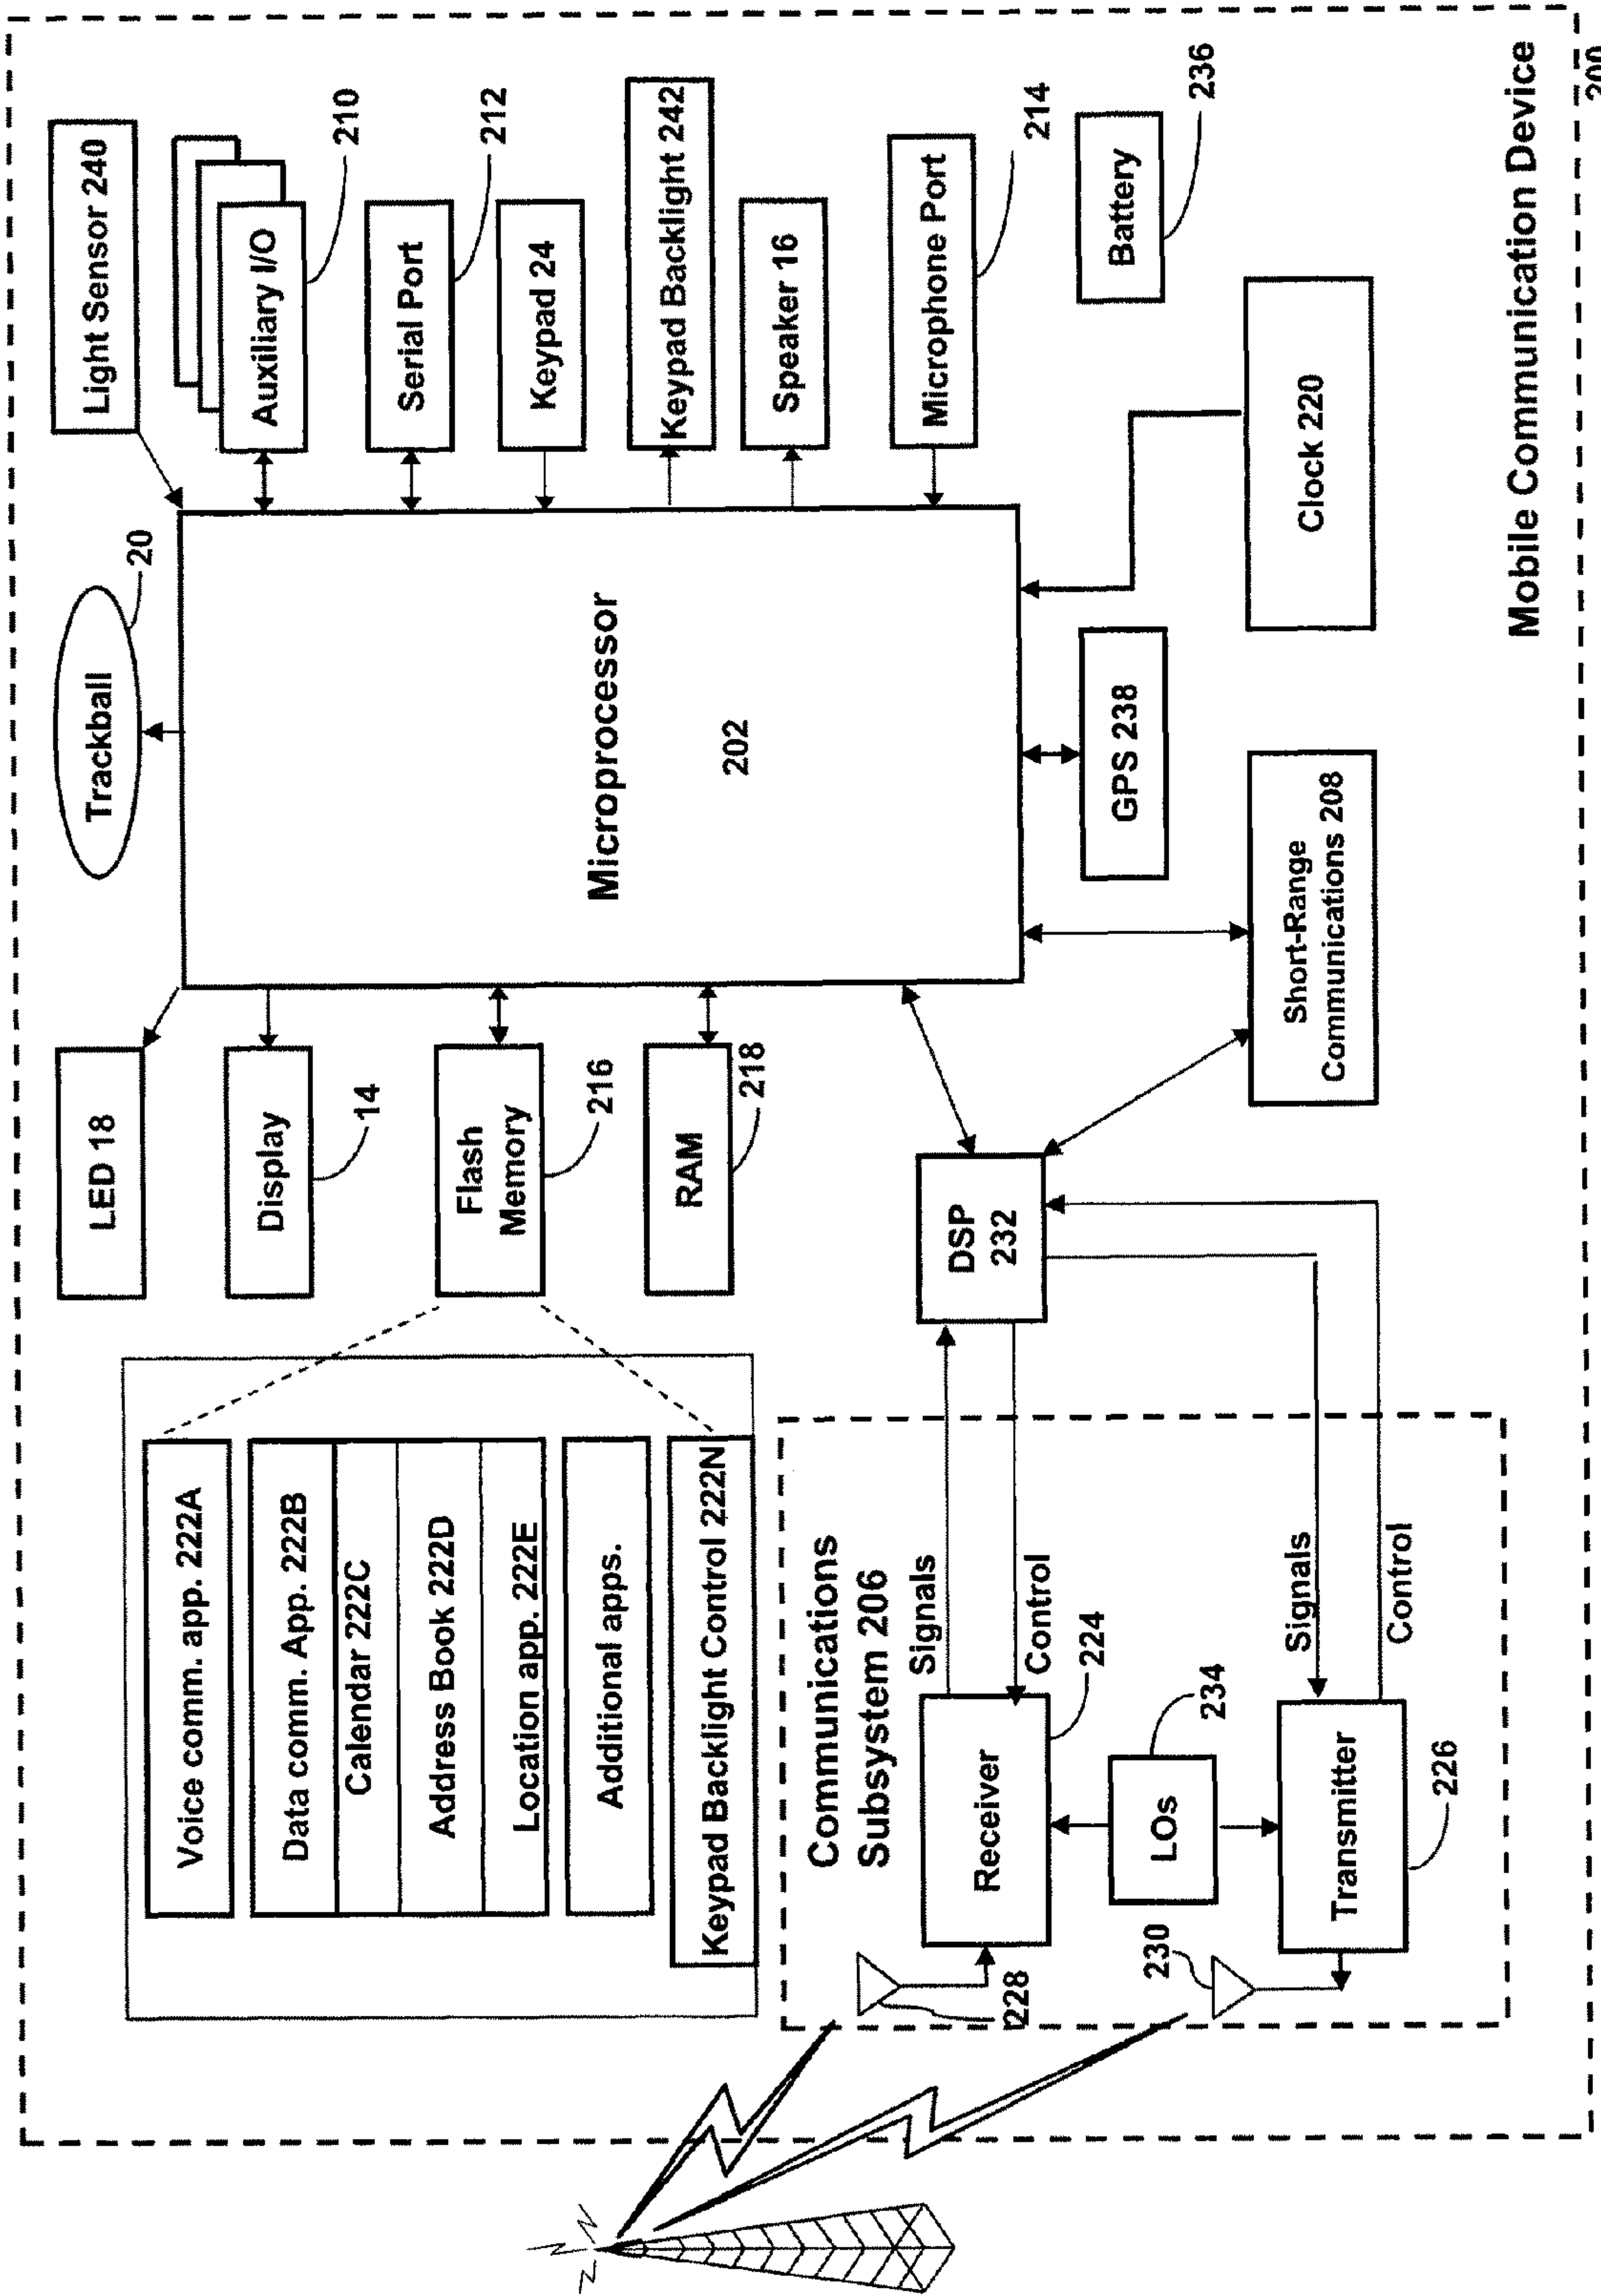 Voice comm. app. 222A
Data comm. App. 222B
Calendar 222C
Address Book 222D
Location app. 222E
Additional apps.
Keypad Backlight Control 222N
LED 18
Display
14
Flash
Memory
216
RAM
218
Trackball
20
Microprocessor
202
Light Sensor 240
Auxiliary I/O
210
Serial Port
212
Keypad 24
Keypad Backlight 242
Speaker 16
Microphone Port
214
Battery
236
Communications
Subsystem 206
Signals
Control
Receiver
224
228
LOs
234
230
Signals
Control
Transmitter
226
DSP
232
Short-Range
Communications 208
GPS 238
Clock 220
Mobile Communication Device
200